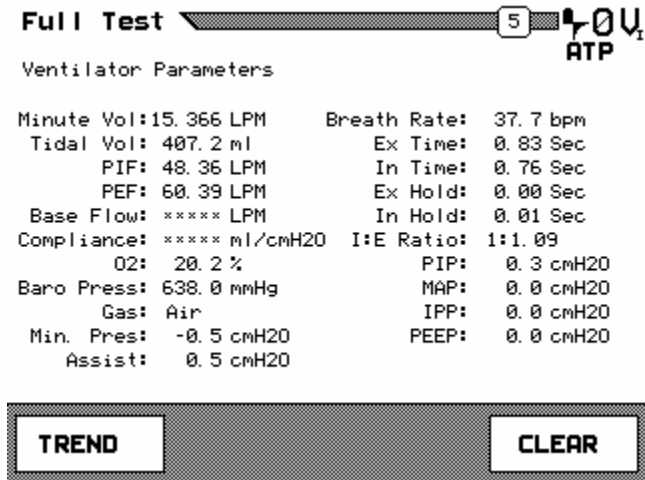 Full Test 5 0 VI
ATP
Ventilator Parameters
Minute Vol: 15.366 LPM Breath Rate: 37.7 bpm
Tidal Vol: 407.2 ml Ex Time: 0.83 Sec
PIF: 48.36 LPM In Time: 0.76 Sec
PEF: 60.39 LPM Ex Hold: 0.00 Sec
Base Flow: ***** LPM In Hold: 0.01 Sec
Compliance: ***** ml/cmH2O I:E Ratio: 1:1.09
O2: 20.2 % PIP: 0.3 cmH2O
Baro Press: 638.0 mmHg MAP: 0.0 cmH2O
Gas: Air IPP: 0.0 cmH2O
Min. Pres: -0.5 cmH2O PEEP: 0.0 cmH2O
Assist: 0.5 cmH2O
TREND CLEAR